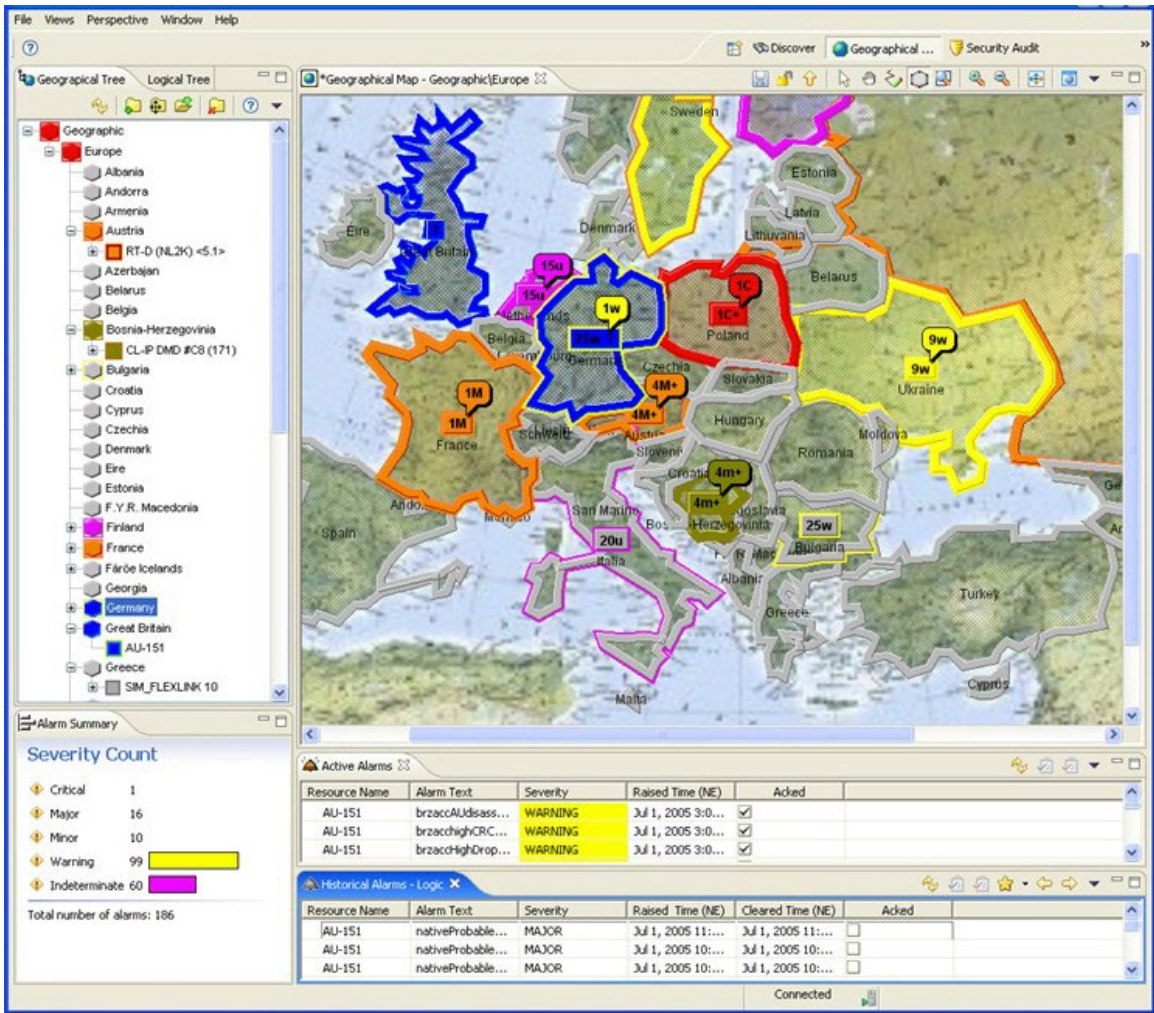 File Views Perspective Window Help
Discover Geographical ... Security Audit »
Geograpical Tree Logical Tree
Geographic
Europe
Albania
Andorra
Armenia
Austria
RT-D (NL2K) <5.1>
Azerbajan
Belarus
Belgia
Bosnia-Herzegovinia
CL-IP DMD #C8 (171)
Bulgaria
Croatia
Cyprus
Czechia
Denmark
Eire
Estonia
F.Y.R. Macedonia
Finland
France
Faröe Icelands
Georgia
Germany
Great Britain
AU-151
Greece
SIM_FLEXLINK 10
*Geographical Map - Geographic\Europe
Sweden
Estonia
Latvia
Lithuvania
Denmark
Eire
Belarus
15u
15u
1w
25w
1C
1C+
Poland
Belgia
Czechia
Slovakia
9w
9w
Ukraine
1M
1M
France
4M+
4M+
Hungary
Moldova
Romania
4m+
4m+
San Marino
Herzegovinia
25w
Bulgaria
20u
Italia
Spain
Albania
Greece
Turkey
Malta
Cyprus
Alarm Summary
Severity Count
Critical 1
Major 16
Minor 10
Warning 99
Indeterminate 60
Total number of alarms: 186
Active Alarms
Resource Name Alarm Text Severity Raised Time (NE) Acked
AU-151 brzaccAUdisass... WARNING Jul 1, 2005 3:0...
AU-151 brzacchighCRC... WARNING Jul 1, 2005 3:0...
AU-151 brzaccHighDrop... WARNING Jul 1, 2005 3:0...
Historical Alarms - Logic
Resource Name Alarm Text Severity Raised Time (NE) Cleared Time (NE) Acked
AU-151 nativeProbable... MAJOR Jul 1, 2005 11:... Jul 1, 2005 11:...
AU-151 nativeProbable... MAJOR Jul 1, 2005 10:... Jul 1, 2005 10:...
AU-151 nativeProbable... MAJOR Jul 1, 2005 10:... Jul 1, 2005 10:...
Connected